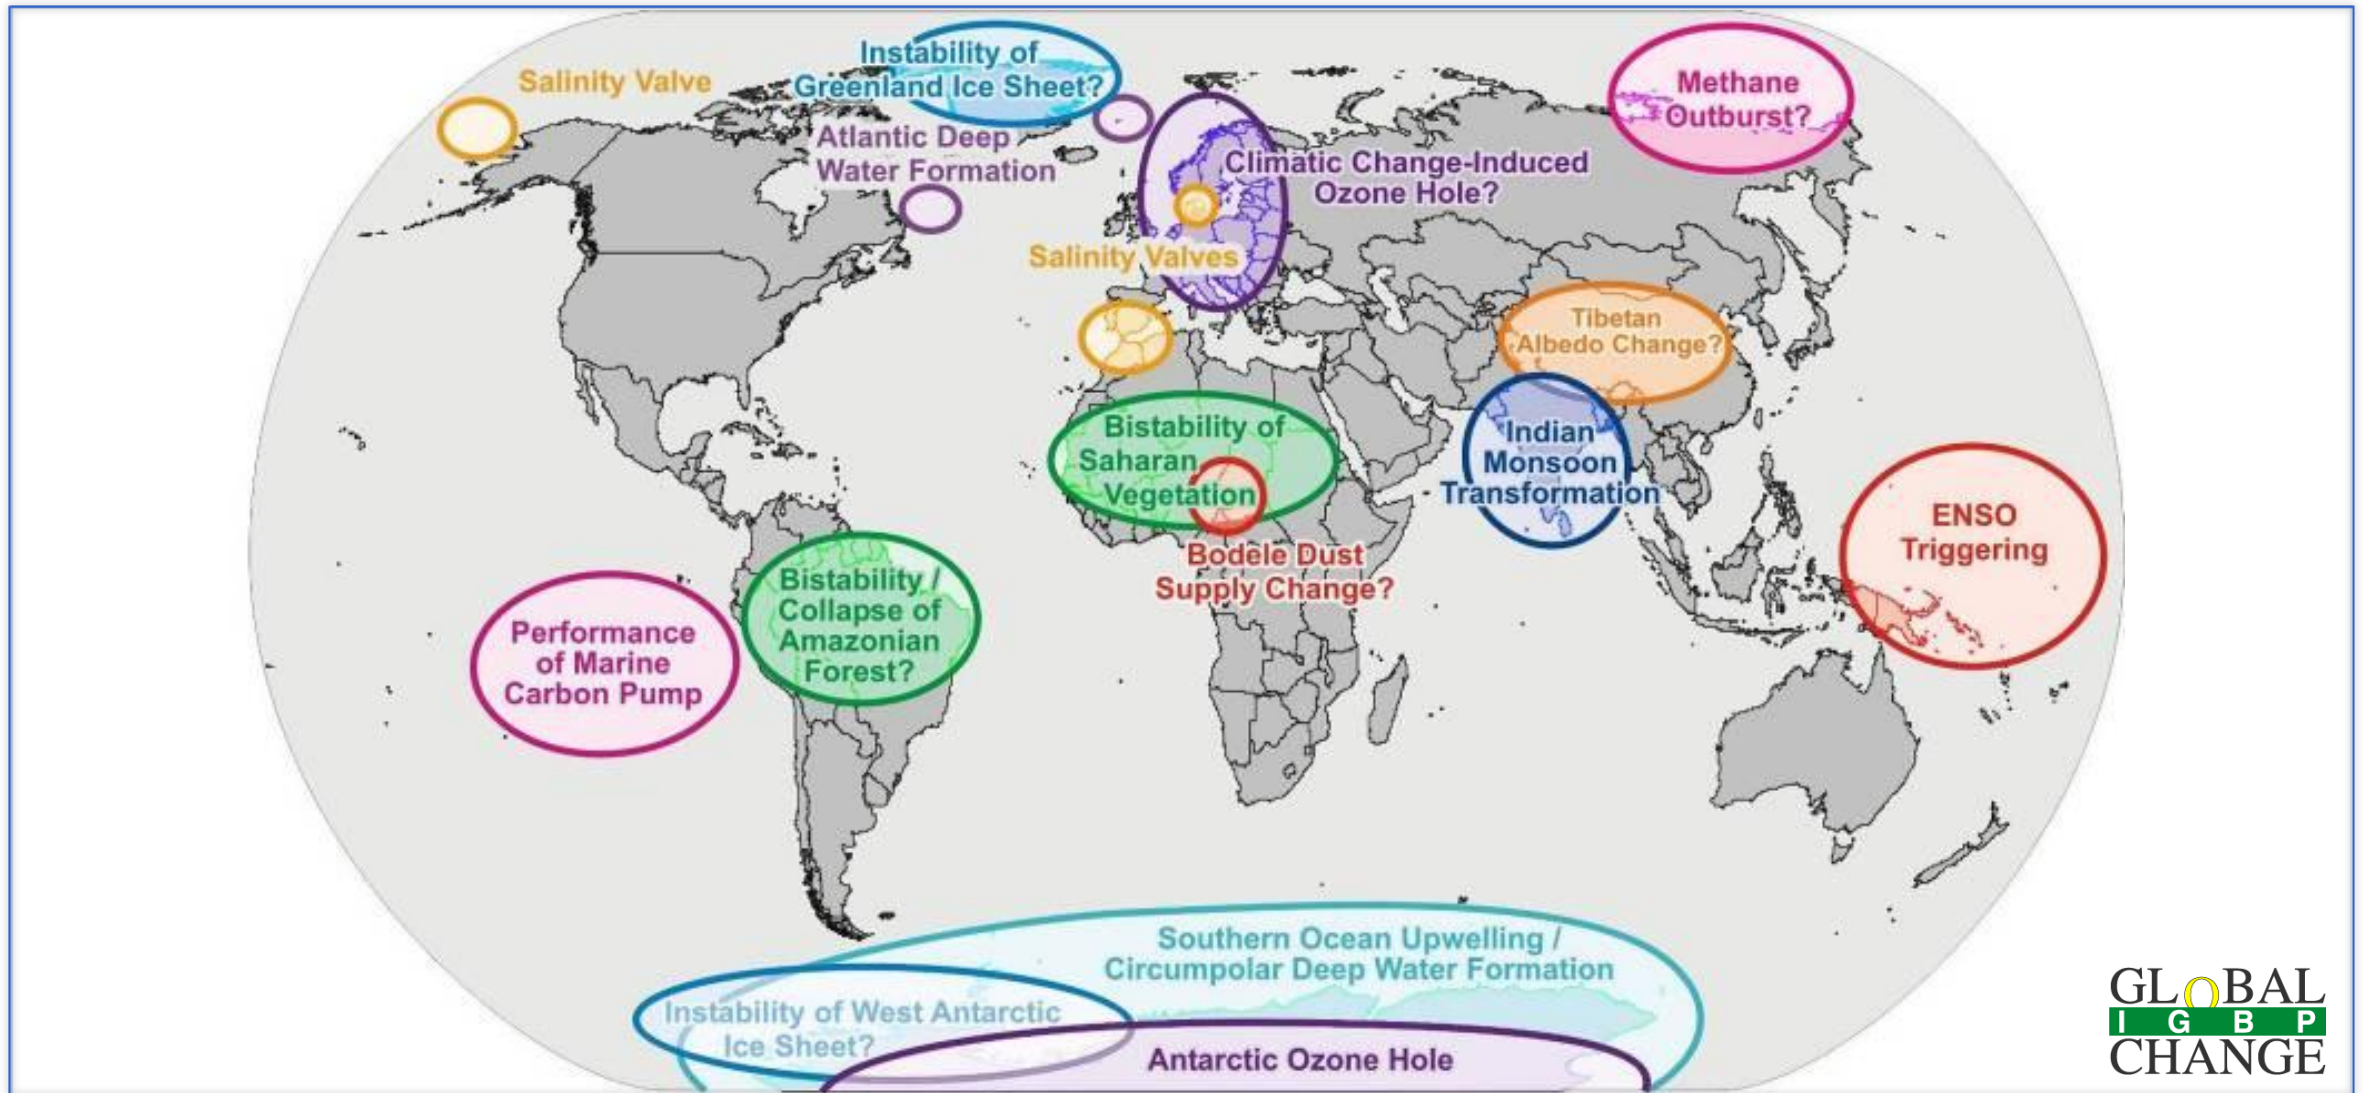 Salinity Valve
Instability of
Greenland Ice Sheet?
Methane
Outburst?
Atlantic Deep
Water Formation
Climatic Change-Induced
Ozone Hole?
Salinity Valves
Tibetan
Albedo Change?
Bistability of
Saharan
Vegetation
Indian
Monsoon
Transformation
ENSO
Triggering
Bodele Dust
Supply Change?
Bistability /
Collapse of
Amazonian
Forest?
Performance
of Marine
Carbon Pump
Southern Ocean Upwelling /
Circumpolar Deep Water Formation
Instability of West Antarctic
Ice Sheet?
Antarctic Ozone Hole
GLOBAL
I G B P
CHANGE